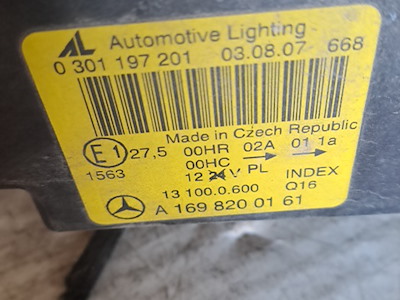 AL Automotive Lighting
0 301 197 201 03.08.07 668
Made in Czech Republic
E1 27,5 00HR 02A 01 1a
00HC
1563 12 24V PL INDEX
13 100.0.600 Q16
A 169 820 01 61